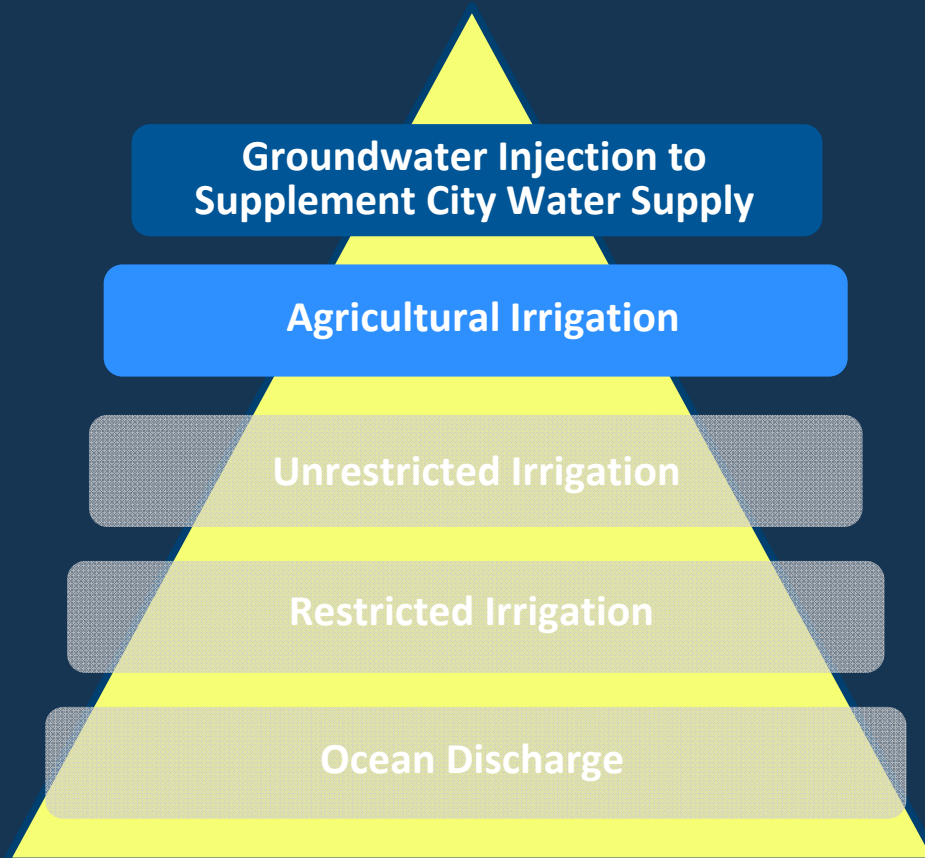 Groundwater Injection to
Supplement City Water Supply
Agricultural Irrigation
Unrestricted Irrigation
Restricted Irrigation
Ocean Discharge